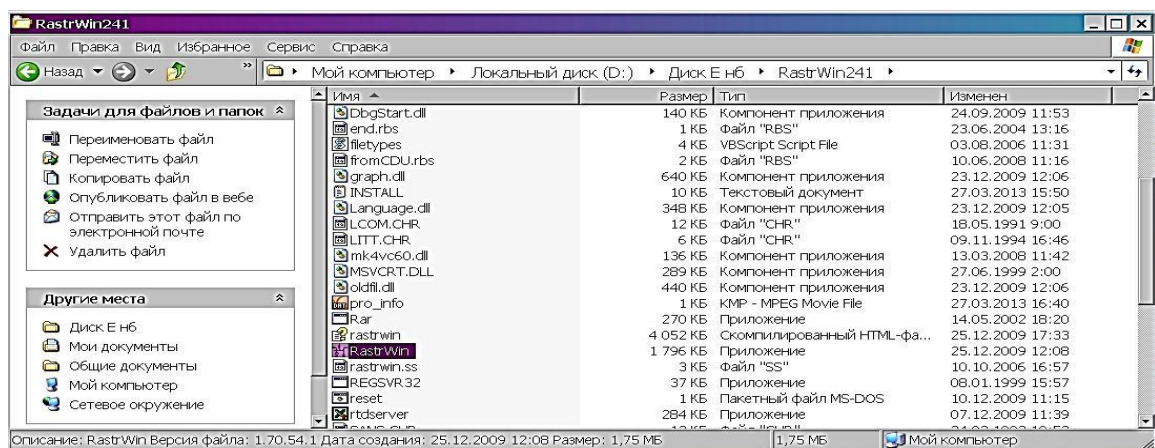 RastrWin241
Файл Правка Вид Избранное Сервис Справка
Назад » Мой компьютер Локальный диск (D:) Диск Е нб RastrWin241
Задачи для файлов и папок
Переименовать файл
Переместить файл
Копировать файл
Опубликовать файл в вебе
Отправить этот файл по
электронной почте
Удалить файл
Другие места
Диск Е нб
Мои документы
Общие документы
Мой компьютер
Сетевое окружение
Имя Размер Тип Изменен
DbgStart.dll 140 КБ Компонент приложения 24.09.2009 11:53
end.rbs 1 КБ Файл "RBS" 23.06.2004 13:16
filetypes 4 КБ VBScript Script File 03.08.2006 11:31
fromCDU.rbs 2 КБ Файл "RBS" 10.06.2008 11:16
graph.dll 640 КБ Компонент приложения 23.12.2009 12:06
INSTALL 10 КБ Текстовый документ 27.03.2013 15:50
Language.dll 348 КБ Компонент приложения 23.12.2009 12:05
LCOM.CHR 12 КБ Файл "CHR" 18.05.1991 9:00
LITT.CHR 6 КБ Файл "CHR" 09.11.1994 16:46
mk4vc60.dll 136 КБ Компонент приложения 13.03.2008 11:42
MSVCRT.DLL 289 КБ Компонент приложения 27.06.1999 2:00
oldfil.dll 440 КБ Компонент приложения 23.12.2009 12:06
pro_info 1 КБ KMP - MPEG Movie File 27.03.2013 16:40
Rar 270 КБ Приложение 14.05.2002 18:20
rastrwin 4 052 КБ Скомпилированный HTML-фа... 25.12.2009 17:33
RastrWin 1 796 КБ Приложение 25.12.2009 12:08
rastrwin.ss 3 КБ Файл "SS" 10.10.2006 16:57
REGSVR32 37 КБ Приложение 08.01.1999 15:57
reset 1 КБ Пакетный файл MS-DOS 10.12.2009 11:15
rtdserver 284 КБ Приложение 07.12.2009 11:39
Описание: RastrWin Версия файла: 1.70.54.1 Дата создания: 25.12.2009 12:08 Размер: 1,75 МБ 1,75 МБ Мой компьютер